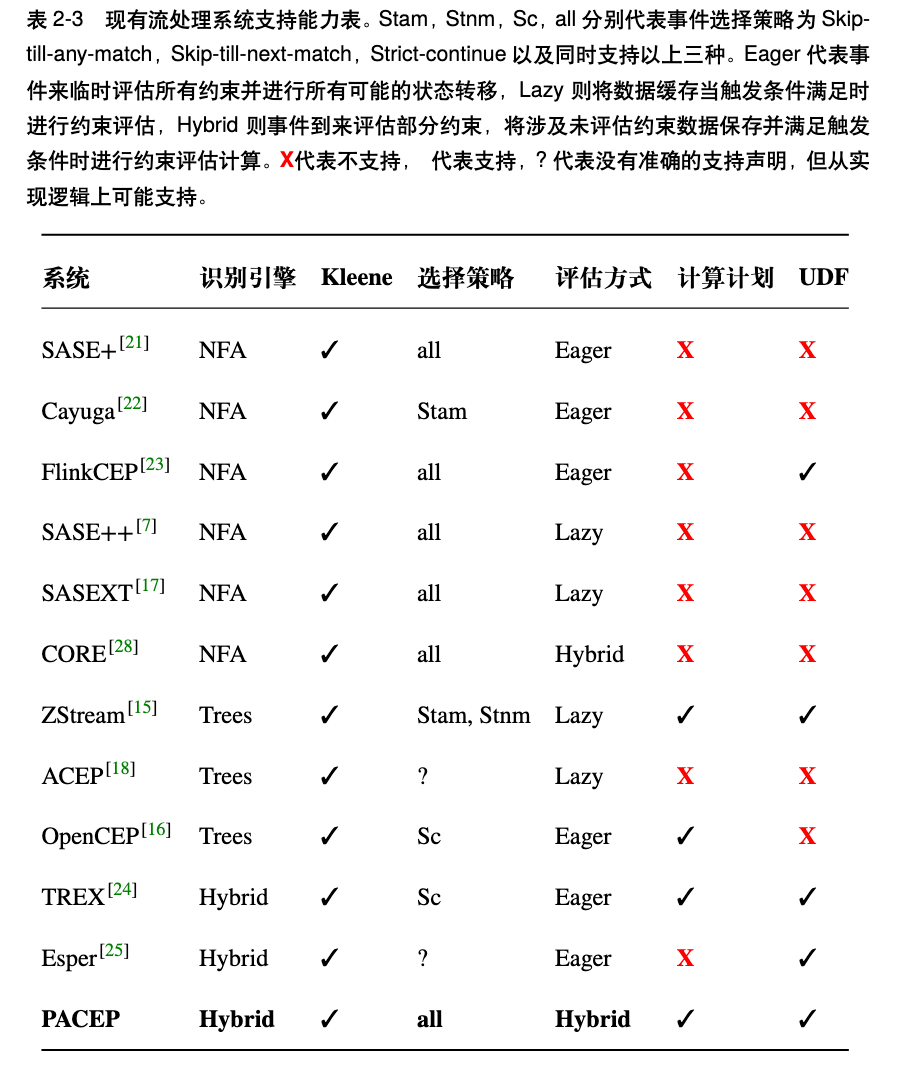 表 2-3 现有流处理系统支持能力表。Stam, Stnm, Sc, all 分别代表事件选择策略为 Skip-
till-any-match, Skip-till-next-match, Strict-continue 以及同时支持以上三种。Eager 代表事
件来临时评估所有约束并进行所有可能的状态转移，Lazy 则将数据缓存当触发条件满足时
进行约束评估，Hybrid 则事件到来评估部分约束，将涉及未评估约束数据保存并满足触发
条件时进行约束评估计算。X代表不支持， 代表支持，? 代表没有准确的支持声明，但从实
现逻辑上可能支持。
系统 识别引擎 Kleene 选择策略 评估方式 计算计划 UDF
SASE+[21] NFA ✓ all Eager X X
Cayuga[22] NFA ✓ Stam Eager X X
FlinkCEP[23] NFA ✓ all Eager X ✓
SASE++[7] NFA ✓ all Lazy X X
SASEXT[17] NFA ✓ all Lazy X X
CORE[28] NFA ✓ all Hybrid X X
ZStream[15] Trees ✓ Stam, Stnm Lazy ✓ ✓
ACEP[18] Trees ✓ ? Lazy X X
OpenCEP[16] Trees ✓ Sc Eager ✓ X
TREX[24] Hybrid ✓ Sc Eager ✓ ✓
Esper[25] Hybrid ✓ ? Eager X ✓
PACEP Hybrid ✓ all Hybrid ✓ ✓